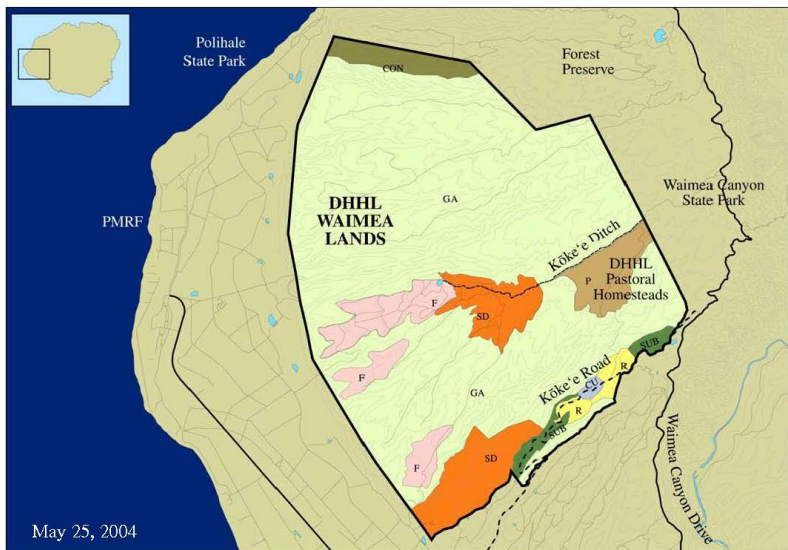 Polihale
State Park
Forest
Preserve
CON
Waimea Canyon
State Park
GA
DHHL
WAIMEA
LANDS
PMRF
Kōke‘e Ditch
P
DHHL
Pastoral
Homesteads
F
SD
SUB
Kōke‘e Road
R
CU
F
GA
R
SUB
F
SD
Waimea Canyon Drive
May 25, 2004